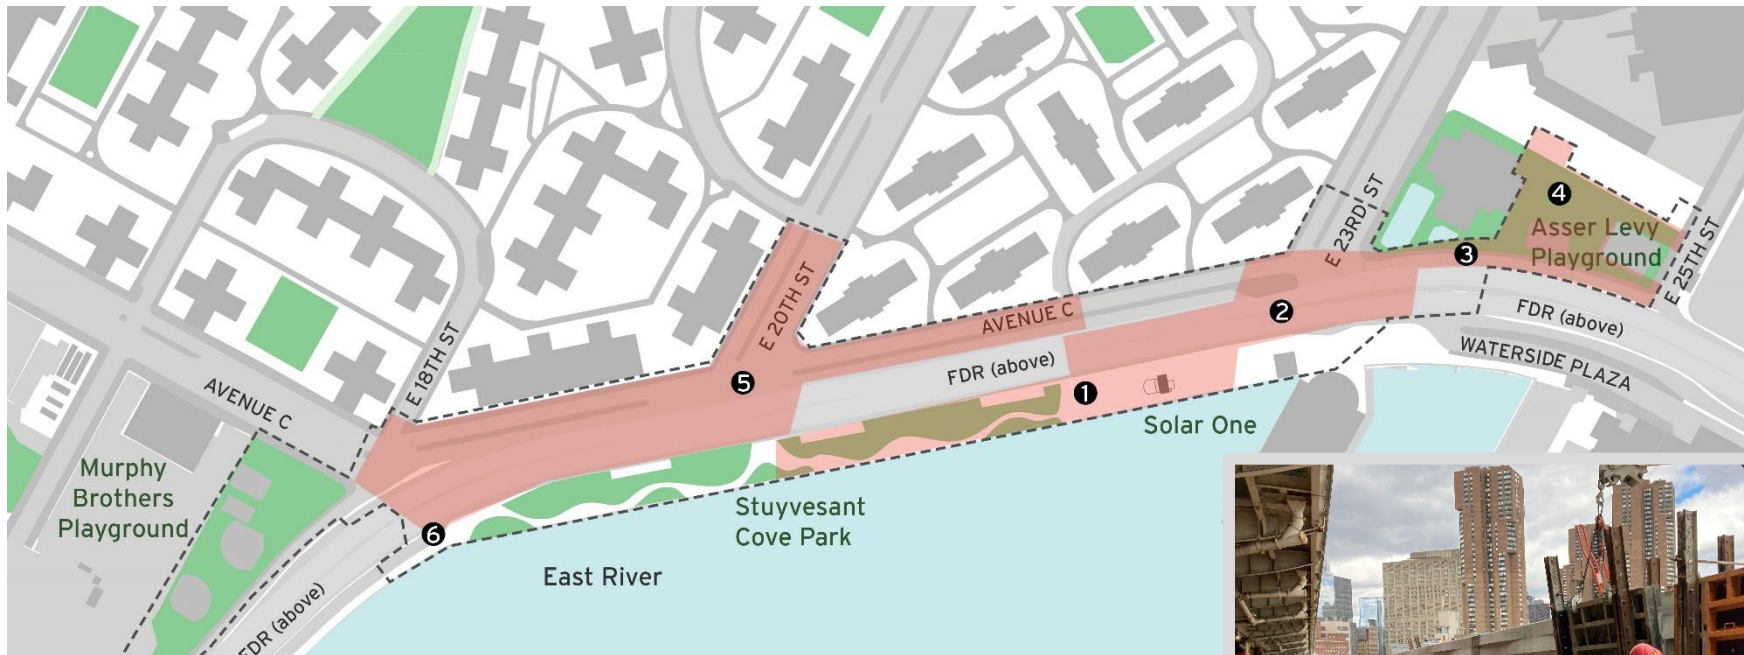 4
E 23RD ST
Asser Levy
Playground
3
E 25TH ST
2
FDR (above)
AVENUE C
E 20TH ST
WATERSIDE PLAZA
FDR (above)
5
1
E 18TH ST
AVENUE C
Solar One
Murphy
Brothers
Playground
Stuyvesant
Cove Park
6
East River
FDR (above)